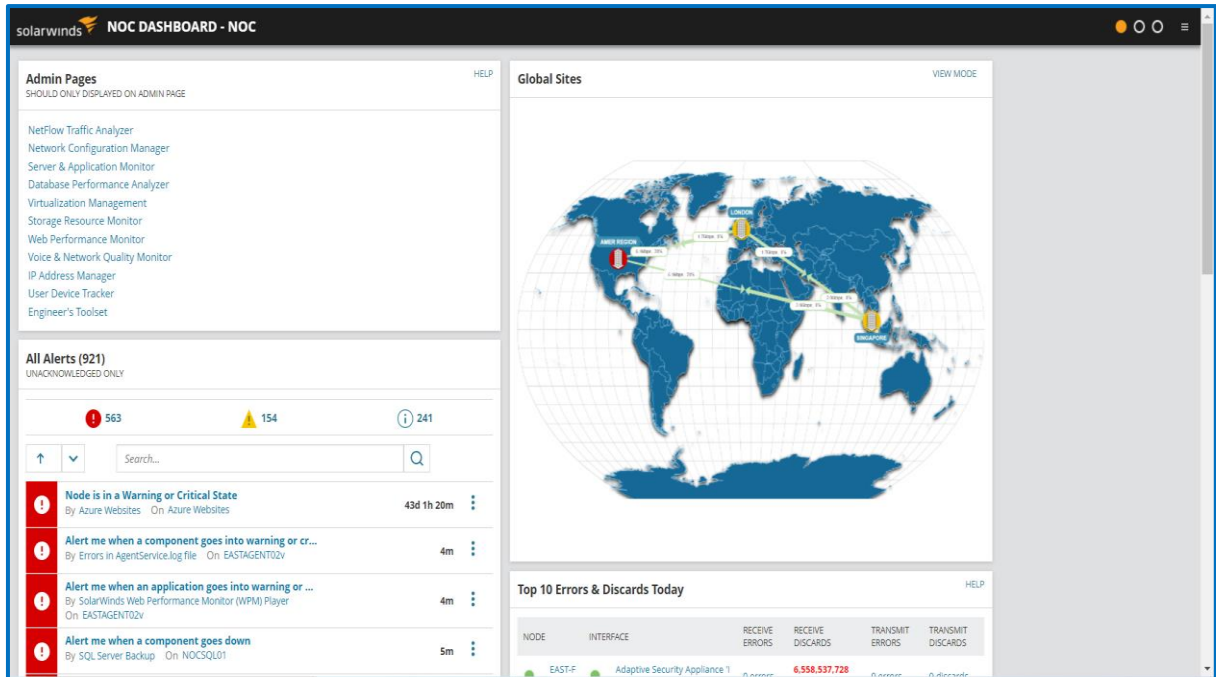 solarwinds NOC DASHBOARD - NOC
Admin Pages
HELP
SHOULD ONLY DISPLAYED ON ADMIN PAGE
NetFlow Traffic Analyzer
Network Configuration Manager
Server & Application Monitor
Database Performance Analyzer
Virtualization Management
Storage Resource Monitor
Web Performance Monitor
Voice & Network Quality Monitor
IP Address Manager
User Device Tracker
Engineer's Toolset
All Alerts (921)
UNACKNOWLEDGED ONLY
563 154 241
Search...
Node is in a Warning or Critical State
By Azure Websites On Azure Websites
43d 1h 20m
Alert me when a component goes into warning or cr...
By Errors in AgentService.log file On EASTAGENT02v
4m
Alert me when an application goes into warning or ...
By SolarWinds Web Performance Monitor (WPM) Player
On EASTAGENT02v
4m
Alert me when a component goes down
By SQL Server Backup On NOCSQL01
5m
Global Sites
VIEW MODE
LONDON
AMER REGION
SINGAPORE
Top 10 Errors & Discards Today
HELP
NODE INTERFACE RECEIVE ERRORS RECEIVE DISCARDS TRANSMIT ERRORS TRANSMIT DISCARDS
EAST-F Adaptive Security Appliance 0 errors 6,558,537,728 0 errors 0 discards